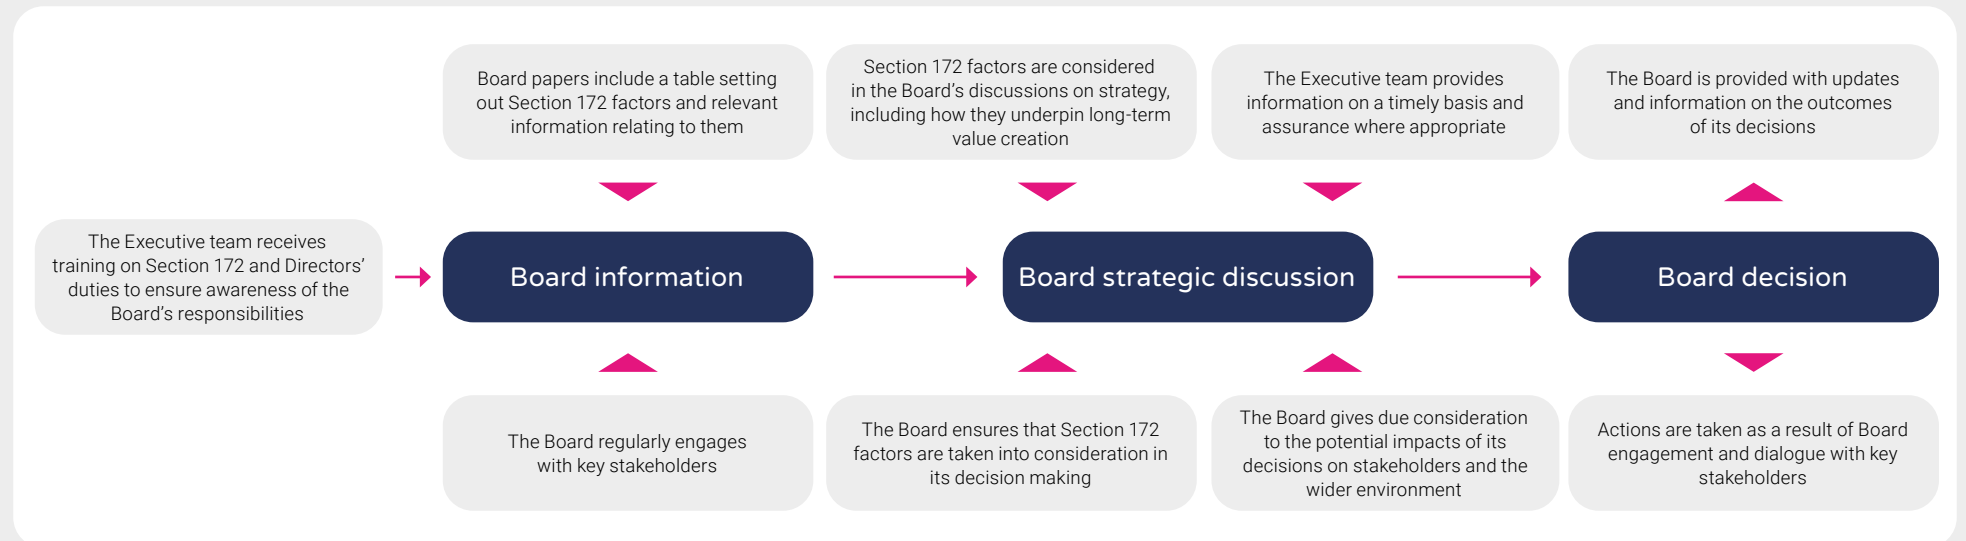 Board papers include a table setting
out Section 172 factors and relevant
information relating to them
Section 172 factors are considered
in the Board’s discussions on strategy,
including how they underpin long-term
value creation
The Executive team provides
information on a timely basis and
assurance where appropriate
The Board is provided with updates
and information on the outcomes
of its decisions
The Executive team receives
training on Section 172 and Directors’
duties to ensure awareness of the
Board’s responsibilities
Board information
Board strategic discussion
Board decision
The Board regularly engages
with key stakeholders
The Board ensures that Section 172
factors are taken into consideration in
its decision making
The Board gives due consideration
to the potential impacts of its
decisions on stakeholders and the
wider environment
Actions are taken as a result of Board
engagement and dialogue with key
stakeholders